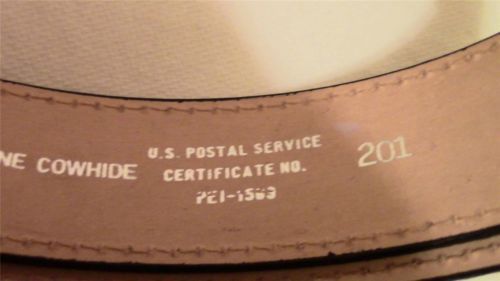 NE COWHIDE
U.S. POSTAL SERVICE
CERTIFICATE NO.
201